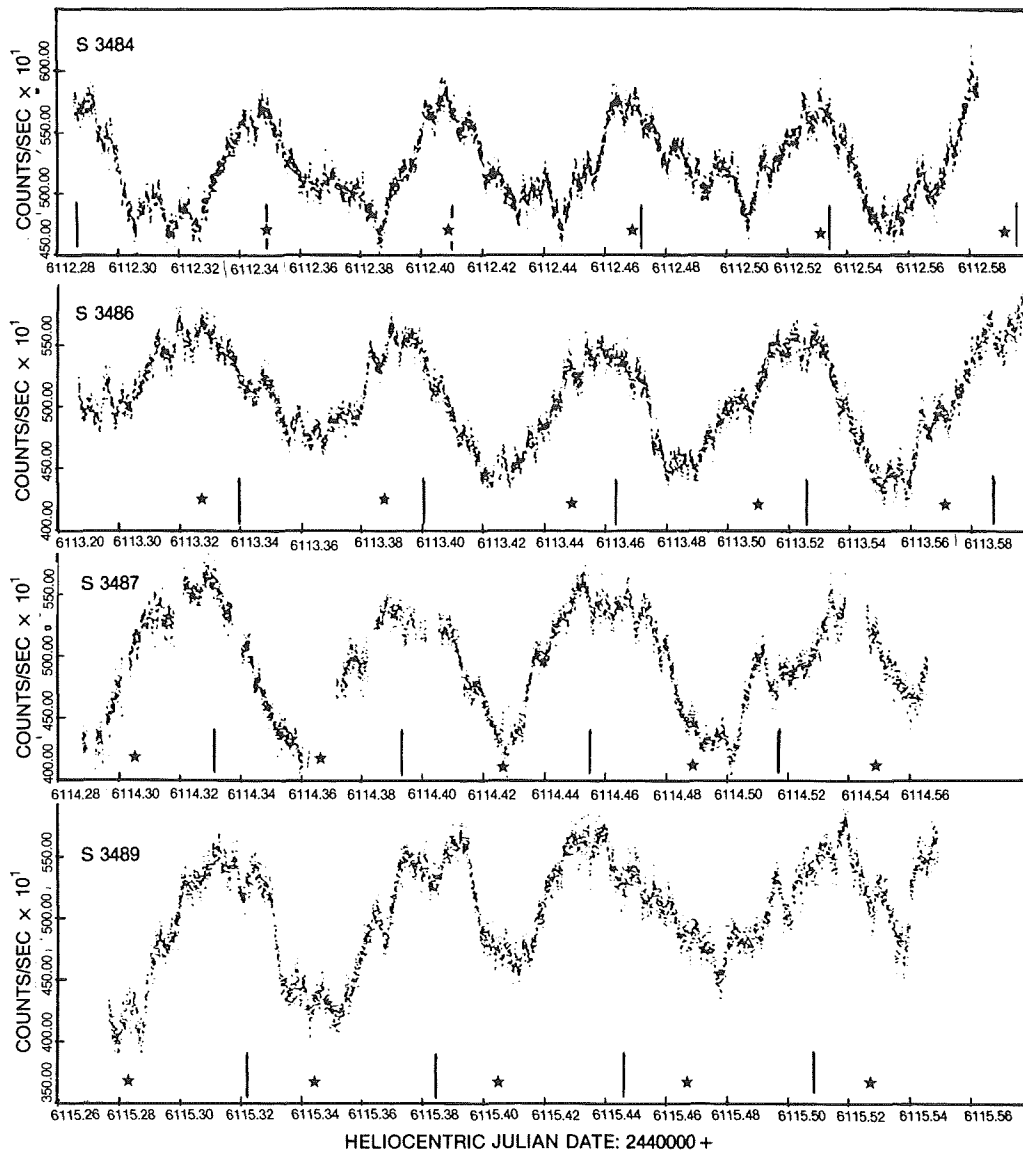 S 3484
COUNTS/SEC × 10¹
600.00
550.00
500.00
450.00
6112.28 6112.30 6112.32 6112.34 6112.36 6112.38 6112.40 6112.42 6112.44 6112.46 6112.48 6112.50 6112.52 6112.54 6112.56 6112.58
S 3486
COUNTS/SEC × 10¹
550.00
500.00
450.00
400.00
6113.20 6113.30 6113.32 6113.34 6113.36 6113.38 6113.40 6113.42 6113.44 6113.46 6113.48 6113.50 6113.52 6113.54 6113.56 6113.58
S 3487
COUNTS/SEC × 10¹
550.00
500.00
450.00
400.00
6114.28 6114.30 6114.32 6114.34 6114.36 6114.38 6114.40 6114.42 6114.44 6114.46 6114.48 6114.50 6114.52 6114.54 6114.56
S 3489
COUNTS/SEC × 10¹
550.00
500.00
450.00
400.00
350.00
6115.26 6115.28 6115.30 6115.32 6115.34 6115.36 6115.38 6115.40 6115.42 6115.44 6115.46 6115.48 6115.50 6115.52 6115.54 6115.56
HELIOCENTRIC JULIAN DATE: 2440000 +